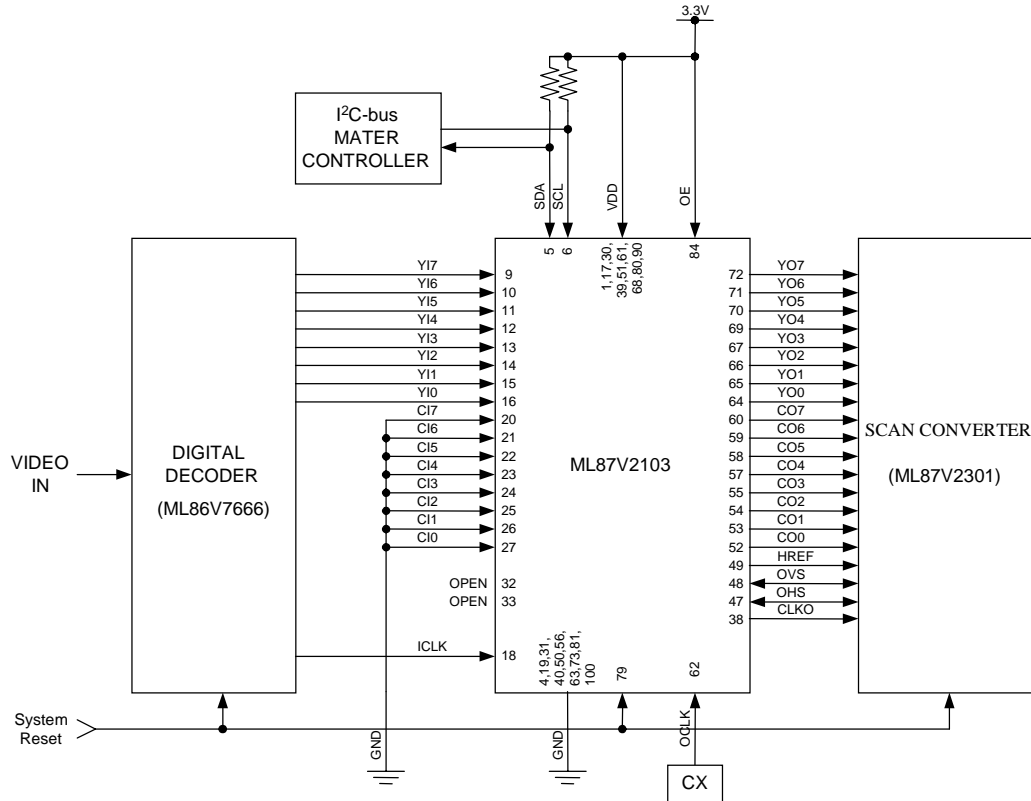 3.3V
I²C-bus
MATER
CONTROLLER
SDA
SCL
VDD
OE
5
6
1,17,30,
39,51,61,
68,80,90
84
YI7
9
72
YO7
YI6
10
71
YO6
YI5
11
70
YO5
YI4
12
69
YO4
YI3
13
67
YO3
YI2
14
66
YO2
YI1
15
65
YO1
YI0
16
64
YO0
CI7
20
60
CO7
CI6
21
59
CO6
CI5
22
58
CO5
CI4
23
57
CO4
CI3
24
55
CO3
CI2
25
54
CO2
CI1
26
53
CO1
CI0
27
52
CO0
49
HREF
OPEN
32
48
OVS
OPEN
33
47
OHS
38
CLKO
VIDEO
IN
DIGITAL
DECODER
(ML86V7666)
ML87V2103
SCAN CONVERTER
(ML87V2301)
ICLK
18
4,19,31,
40,50,56,
63,73,81,
100
79
62
System
Reset
GND
GND
OCLK
CX